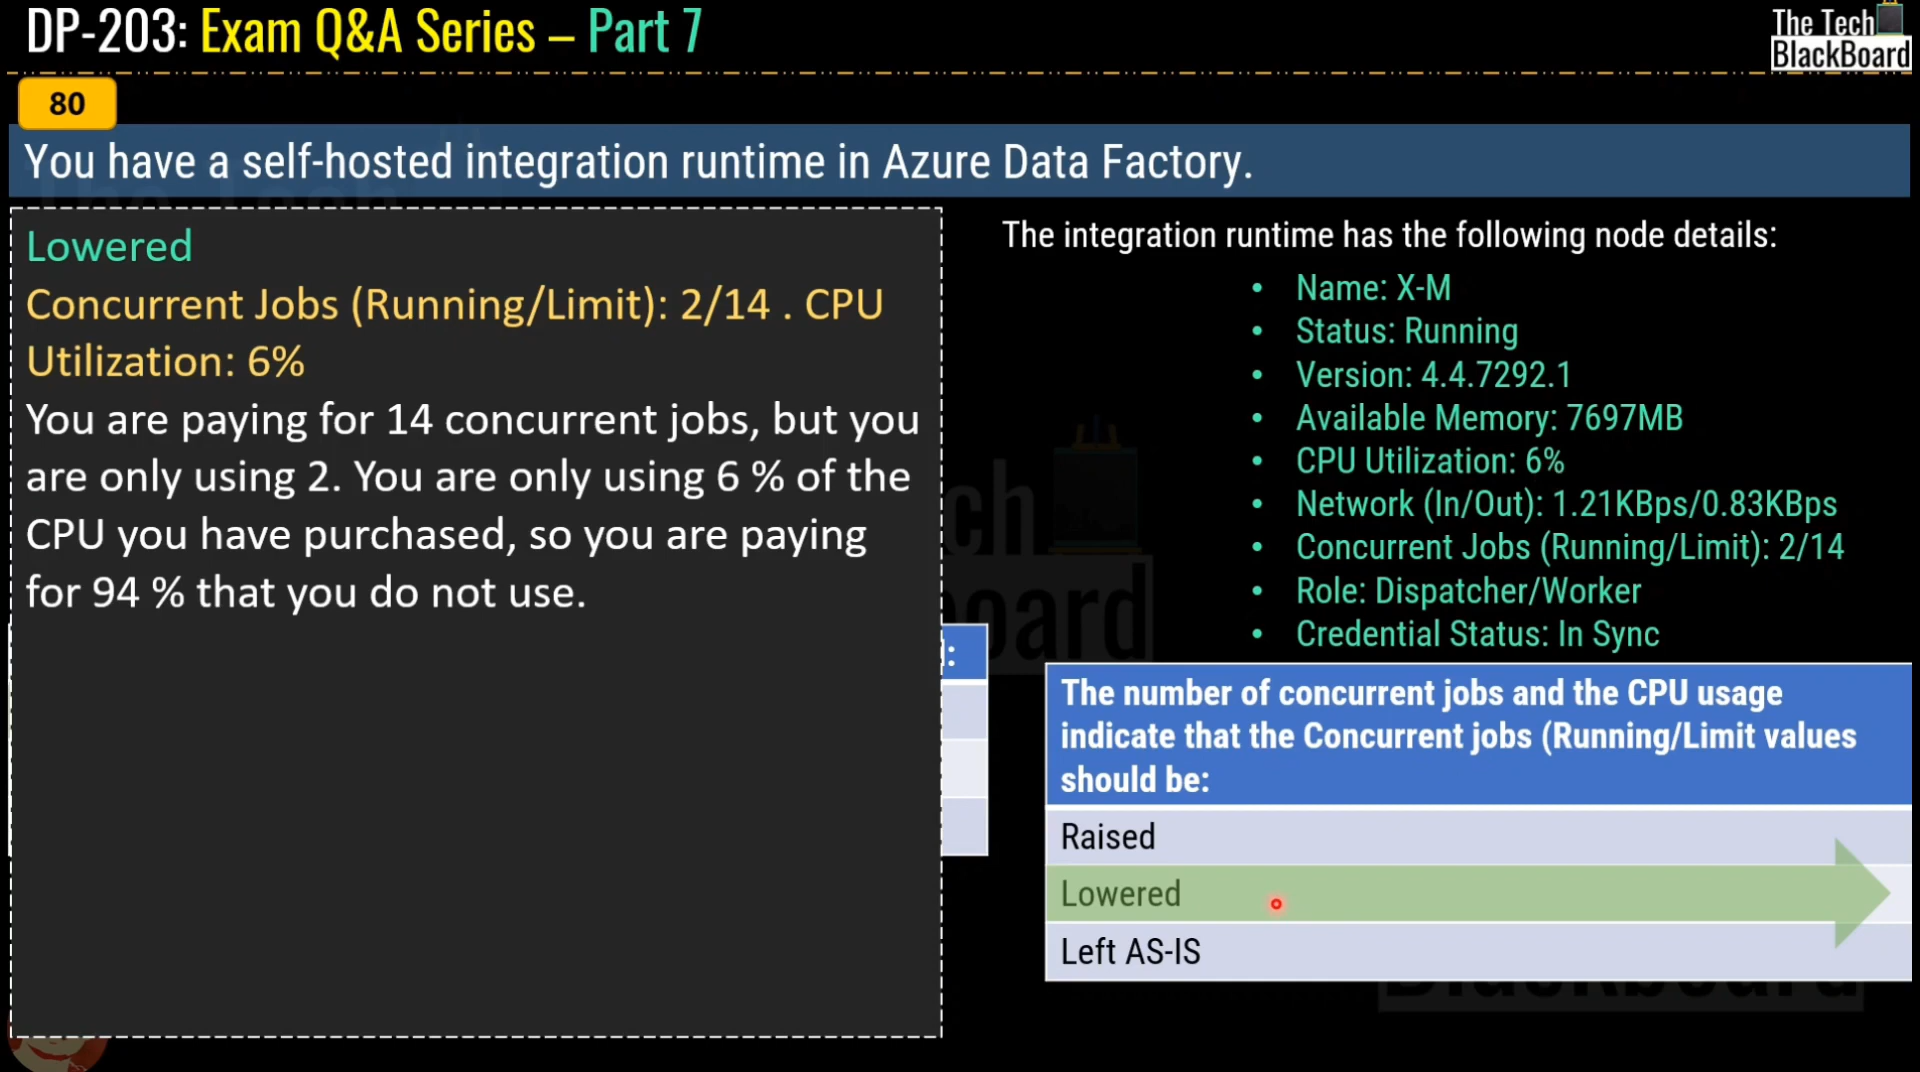 DP-203: Exam Q&A Series – Part 7
The Tech
BlackBoard
80
You have a self-hosted integration runtime in Azure Data Factory.
Lowered
Concurrent Jobs (Running/Limit): 2/14 . CPU
Utilization: 6%
You are paying for 14 concurrent jobs, but you
are only using 2. You are only using 6 % of the
CPU you have purchased, so you are paying
for 94 % that you do not use.
The integration runtime has the following node details:
• Name: X-M
• Status: Running
• Version: 4.4.7292.1
• Available Memory: 7697MB
• CPU Utilization: 6%
• Network (In/Out): 1.21KBps/0.83KBps
• Concurrent Jobs (Running/Limit): 2/14
• Role: Dispatcher/Worker
• Credential Status: In Sync
The number of concurrent jobs and the CPU usage
indicate that the Concurrent jobs (Running/Limit values
should be:
Raised
Lowered
Left AS-IS